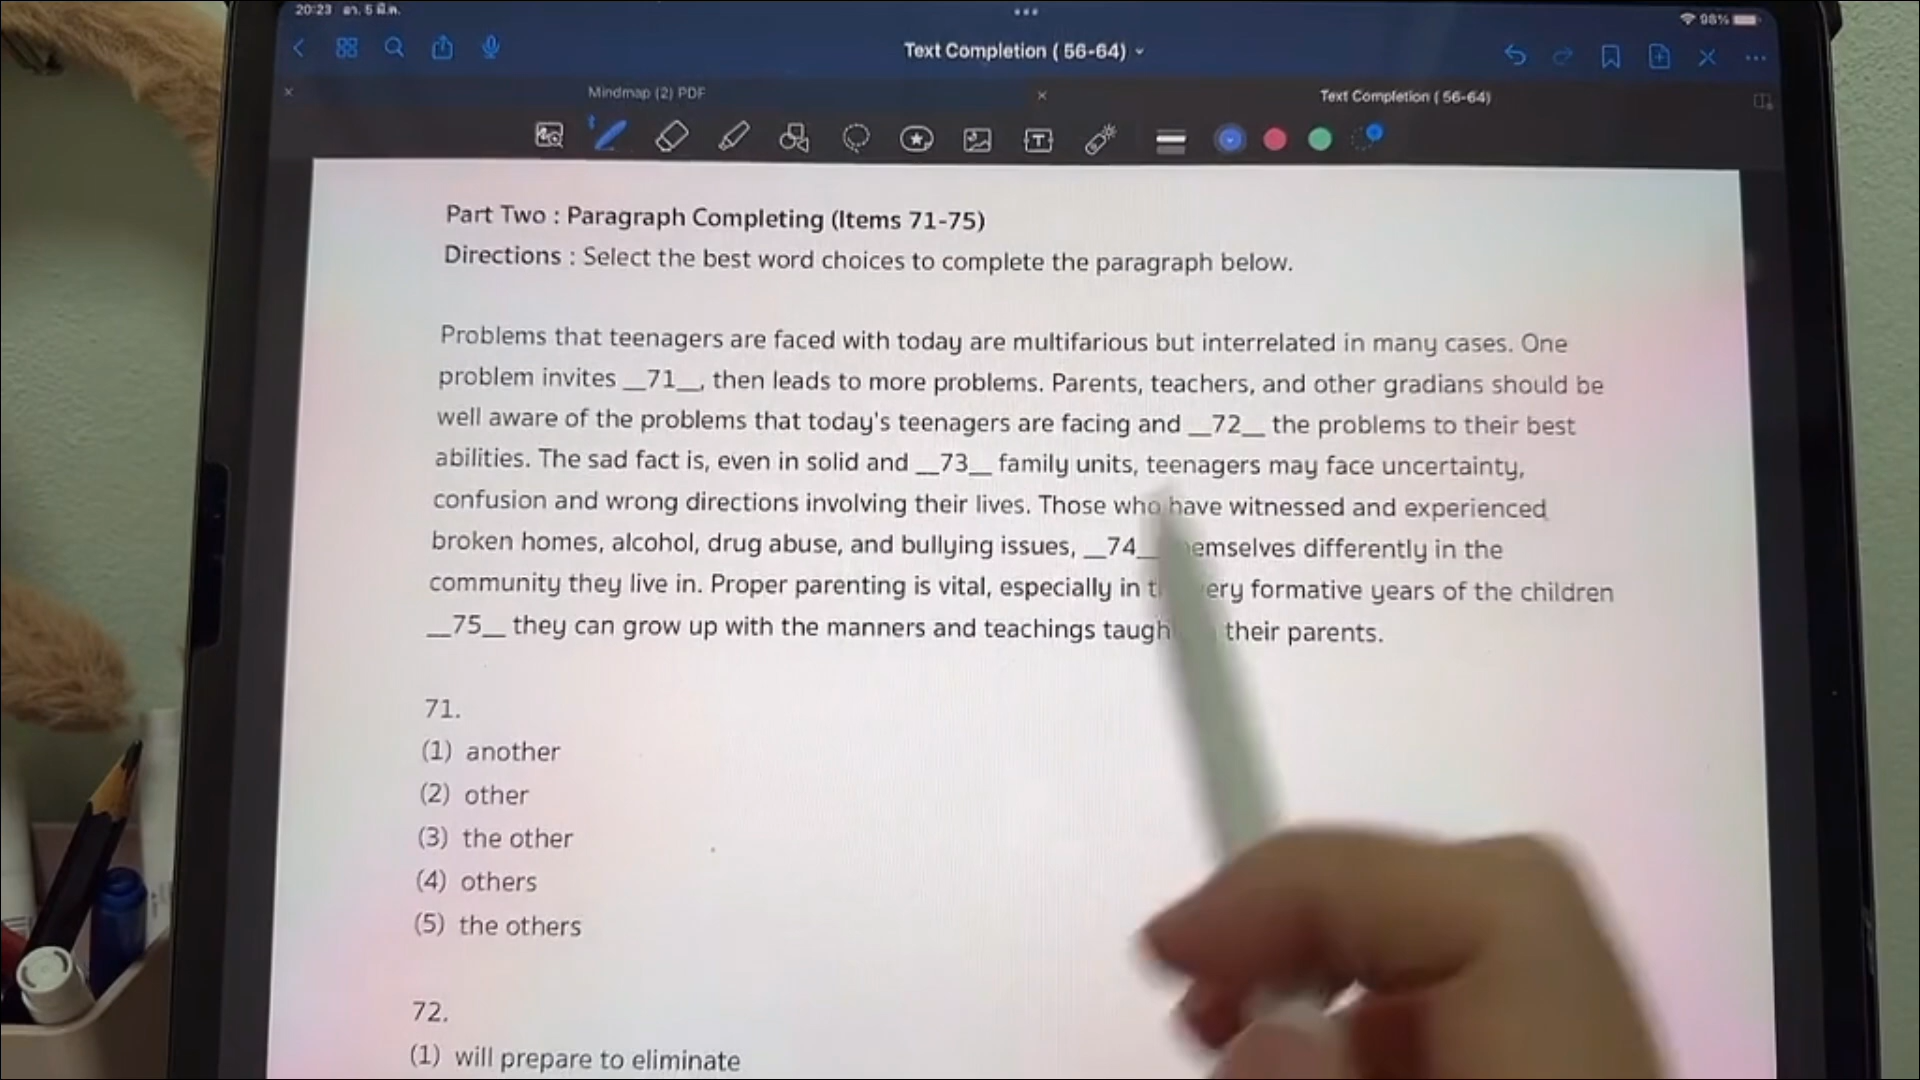 20:23 อา. 5 มี.ค.
98%
Text Completion ( 56-64)
Mindmap (2) PDF
Text Completion ( 56-64)
Part Two : Paragraph Completing (Items 71-75)
Directions : Select the best word choices to complete the paragraph below.
Problems that teenagers are faced with today are multifarious but interrelated in many cases. One
problem invites __71__, then leads to more problems. Parents, teachers, and other gradians should be
well aware of the problems that today's teenagers are facing and __72__ the problems to their best
abilities. The sad fact is, even in solid and __73__ family units, teenagers may face uncertainty,
confusion and wrong directions involving their lives. Those who have witnessed and experienced
broken homes, alcohol, drug abuse, and bullying issues, __74__ emselves differently in the
community they live in. Proper parenting is vital, especially in t ery formative years of the children
__75__ they can grow up with the manners and teachings taugh their parents.
71.
(1) another
(2) other
(3) the other
(4) others
(5) the others
72.
(1) will prepare to eliminate